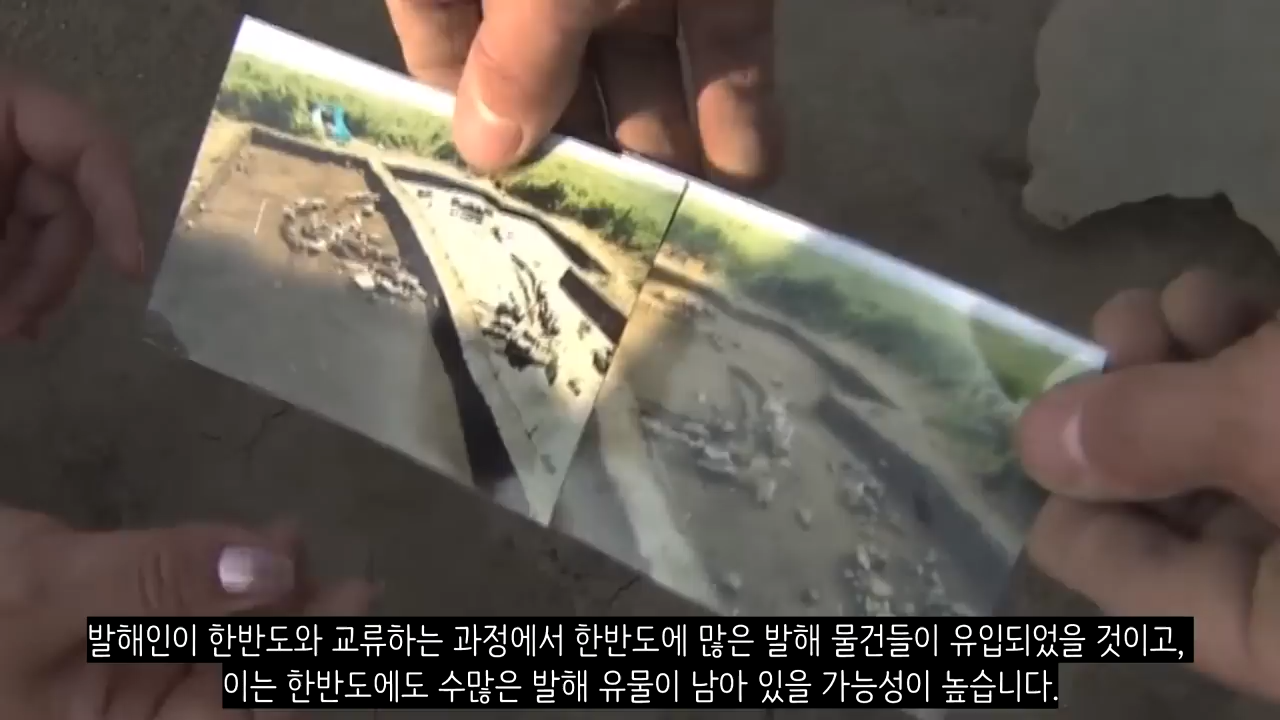 발해인이 한반도와 교류하는 과정에서 한반도에 많은 발해 물건들이 유입되었을 것이고,
이는 한반도에도 수많은 발해 유물이 남아 있을 가능성이 높습니다.